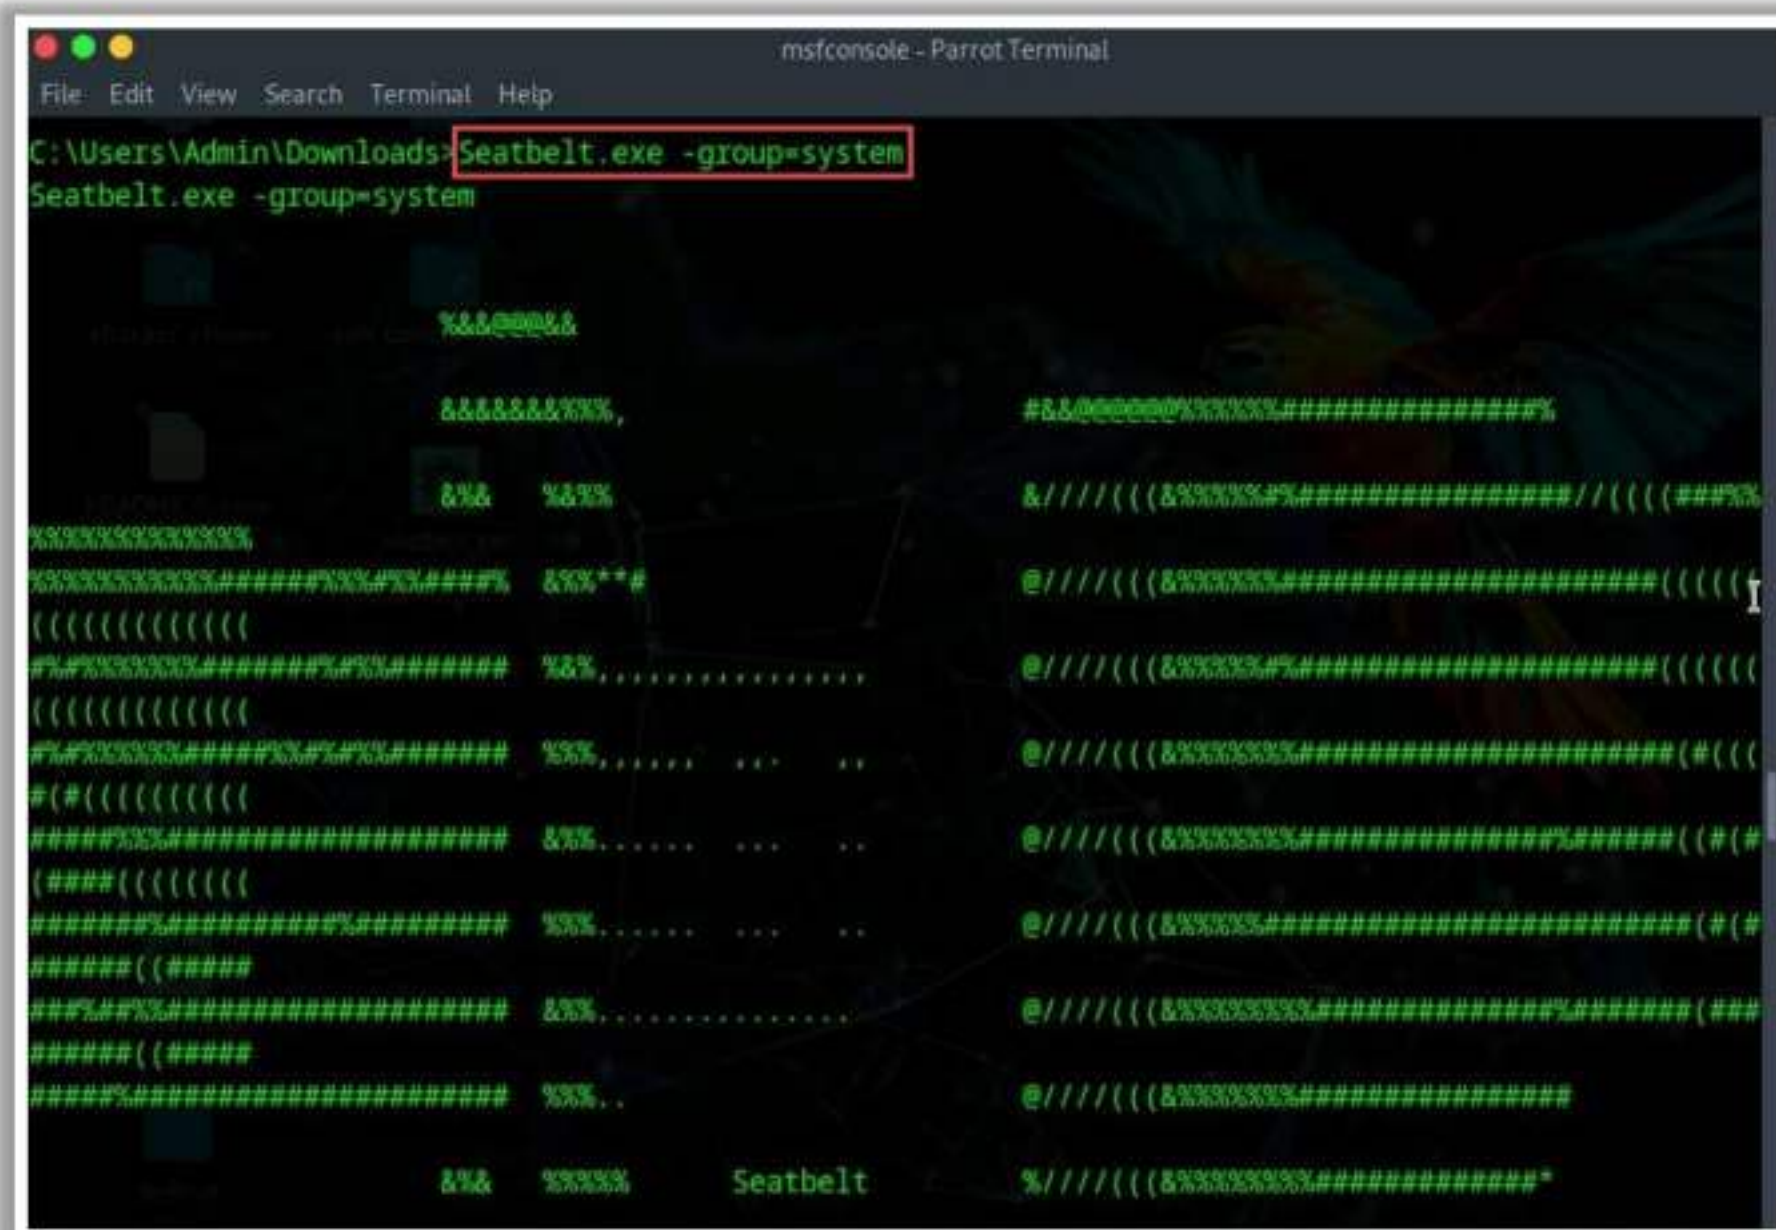 msfconsole - Parrot Terminal
File Edit View Search Terminal Help
C:\Users\Admin\Downloads>Seatbelt.exe -group=system
Seatbelt.exe -group=system
%&&@@@&&
&&&&&&&%%%, #&&@@@@@@%%%%%%###############%
&%& %&%% &////(((&%%%%%#%################//((((###%%
%%%%%%%%%%%%%
%%%%%%%%%%%######%%%#%%####% &%%**# @////(((&%%%%%%######################((((((
(((((((((((((
#%#%%%%%%%#######%#%%####### %&%,,,,,,,,,,,,,,,, @////(((&%%%%%#%#####################((((((
(((((((((((((
#%#%%%%%%#####%%#%#%%####### %%%,,,,,, ,,. ,, @////(((&%%%%%%%######################(#(((
#(#((((((((((
#####%%%#################### &%%...... ... .. @////(((&%%%%%%%###############%######((#(#
(####((((((((
#######%##########%######### %%%...... ... .. @////(((&%%%%%#########################(#(#
######((#####
###%##%%#################### &%%............... @////(((&%%%%%%%%##############%#######(###
######((#####
#####%###################### %%%.. @////(((&%%%%%%%################
&%& %%%%% Seatbelt %////(((&%%%%%%%%#############*